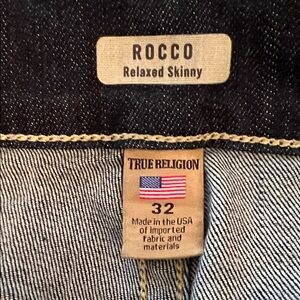 ROCCO
Relaxed Skinny
TRUE RELIGION
32
Made in the USA
of imported
fabric and
materials